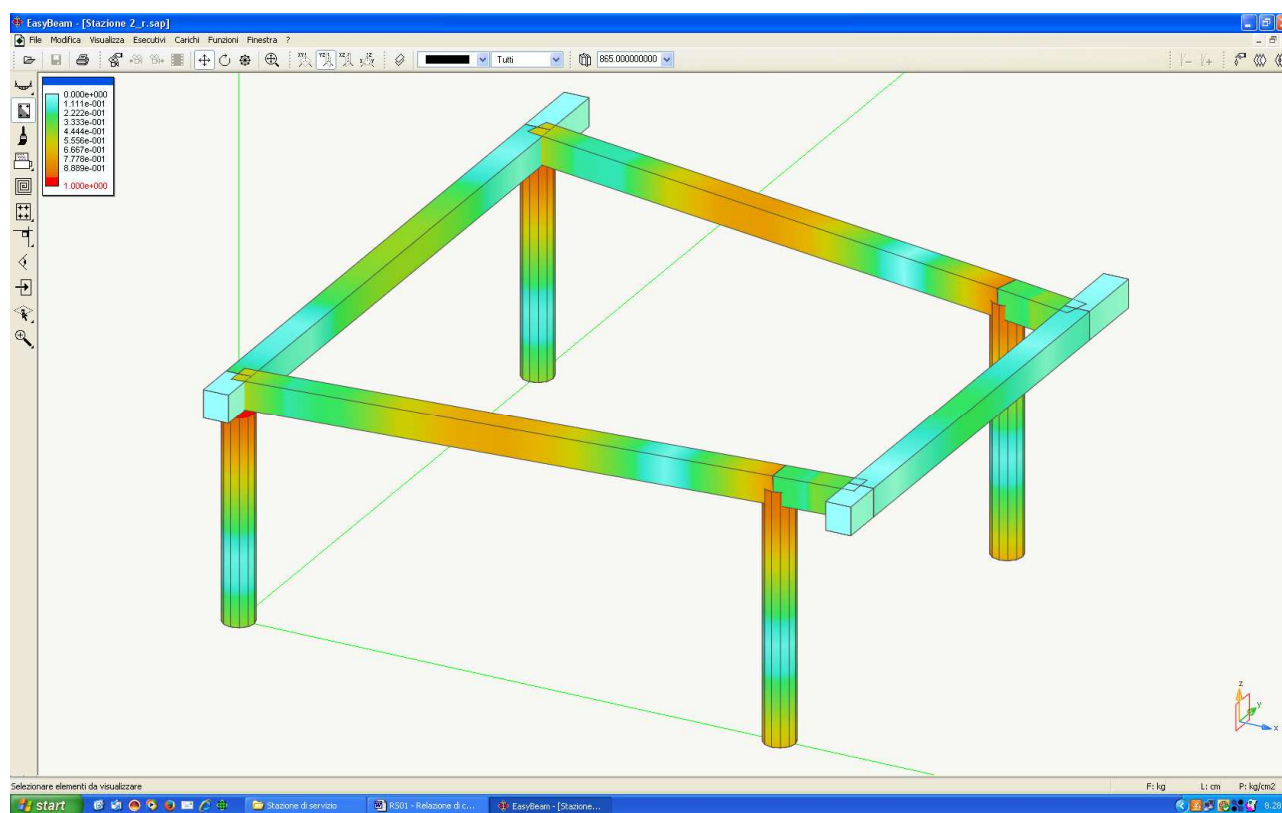 EasyBeam - [Stazione 2_r.sap]
File Modifica Visualizza Esecutivi Carichi Funzioni Finestra ?
Tutti
865.000000000
0.000e+000
1.111e-001
2.222e-001
3.333e-001
4.444e-001
5.556e-001
6.667e-001
7.778e-001
8.889e-001
1.000e+000
z
y
x
Selezionare elementi da visualizzare
F: kg L: cm P: kg/cm2
start
Stazione di servizio
RS01 - Relazione di c...
EasyBeam - [Stazione...
8.28